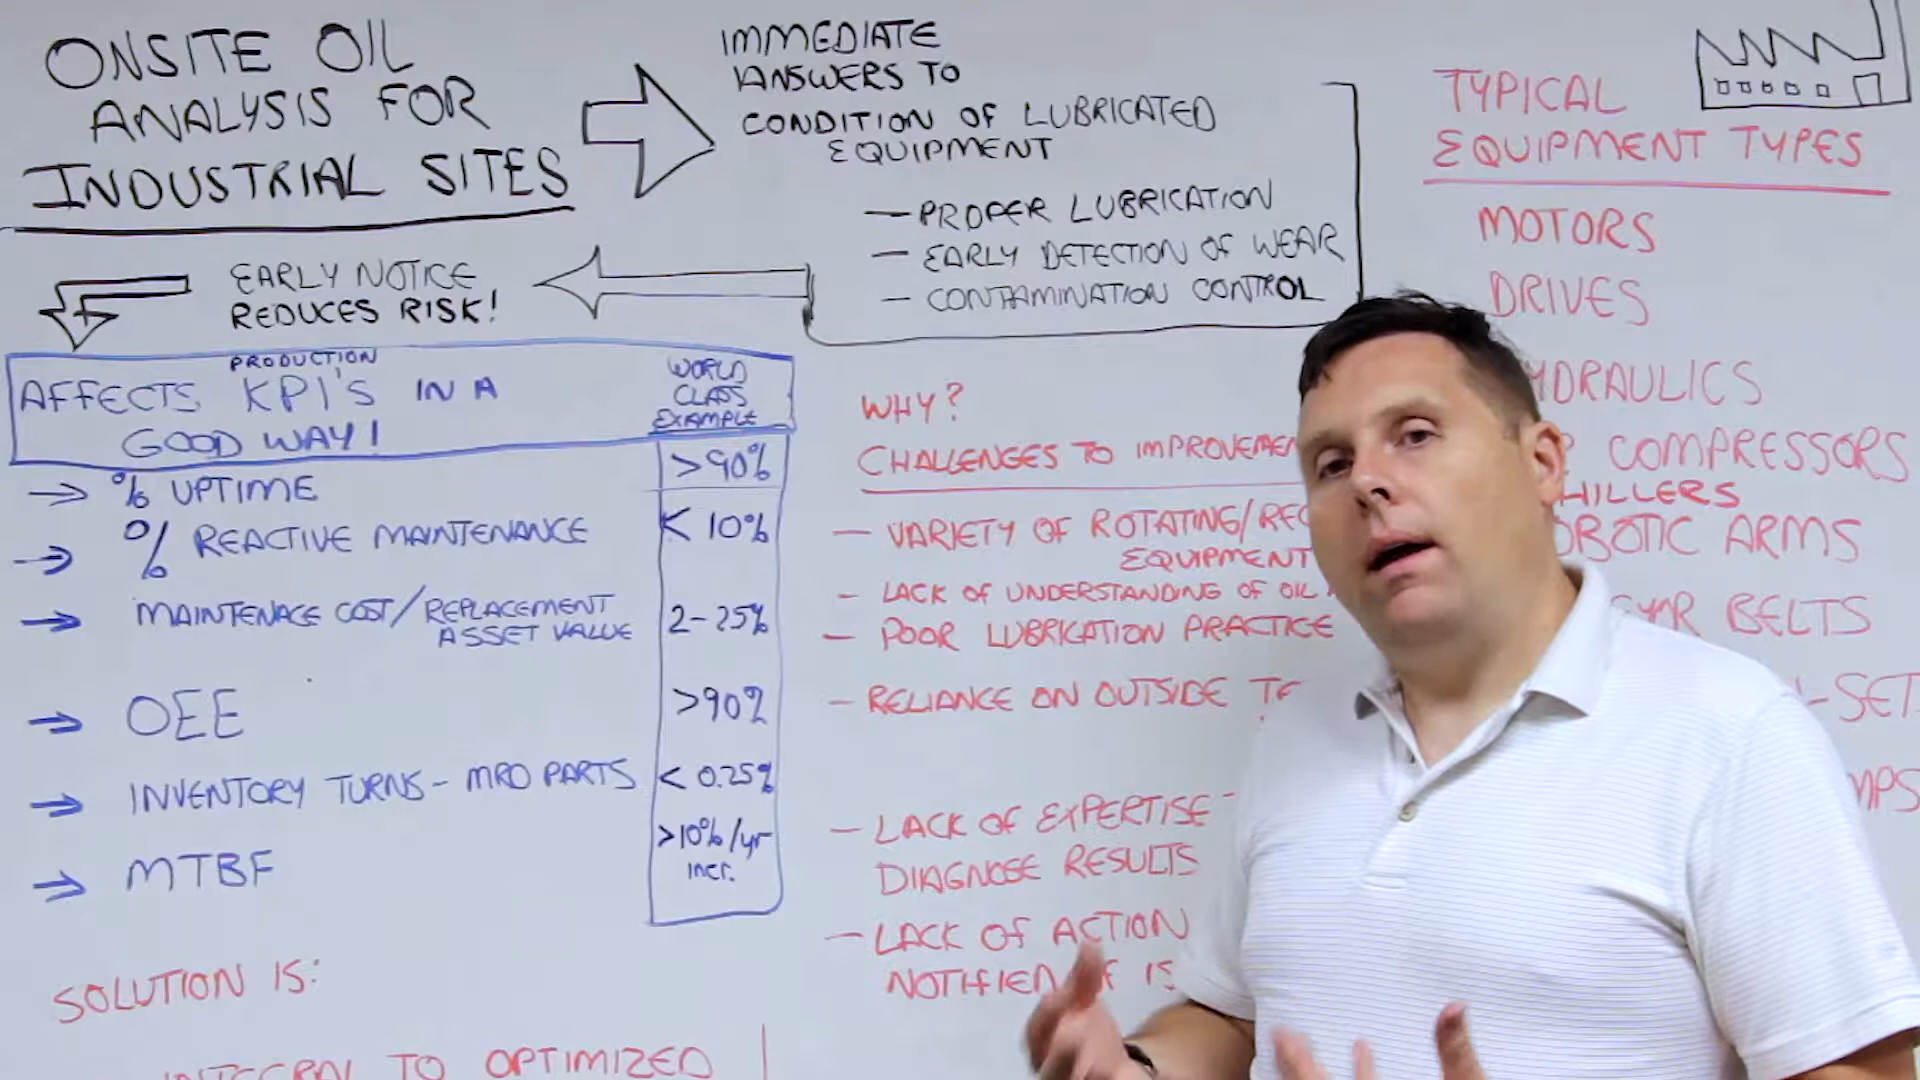 ONSITE OIL
ANALYSIS FOR
INDUSTRIAL SITES
IMMEDIATE
ANSWERS TO
CONDITION OF LUBRICATED
EQUIPMENT
— PROPER LUBRICATION
— EARLY DETECTION OF WEAR
— CONTAMINATION CONTROL
EARLY NOTICE
REDUCES RISK!
PRODUCTION
AFFECTS KPI'S IN A
GOOD WAY!
WORLD
CLASS
EXAMPLE
→ % UPTIME >90%
→ % REACTIVE MAINTENANCE < 10%
→ MAINTENACE COST/REPLACEMENT
ASSET VALUE 2-25%
→ OEE >90%
→ INVENTORY TURNS - MRO PARTS < 0.25%
→ MTBF >10%/yr
incr.
SOLUTION IS:
INTEGRAL TO OPTIMIZED
WHY?
CHALLENGES TO
— VARIETY OF ROTATING/
EQUIPMENT
— LACK OF UNDERSTANDING OF OIL
— POOR LUBRICATION PRACTICE
— RELIANCE ON OUTSIDE
— LACK OF EXPERTISE
DIAGNOSE RESULTS
— LACK OF ACTION
TYPICAL
EQUIPMENT TYPES
MOTORS
DRIVES
COMPRESSORS
ARMS
BELTS